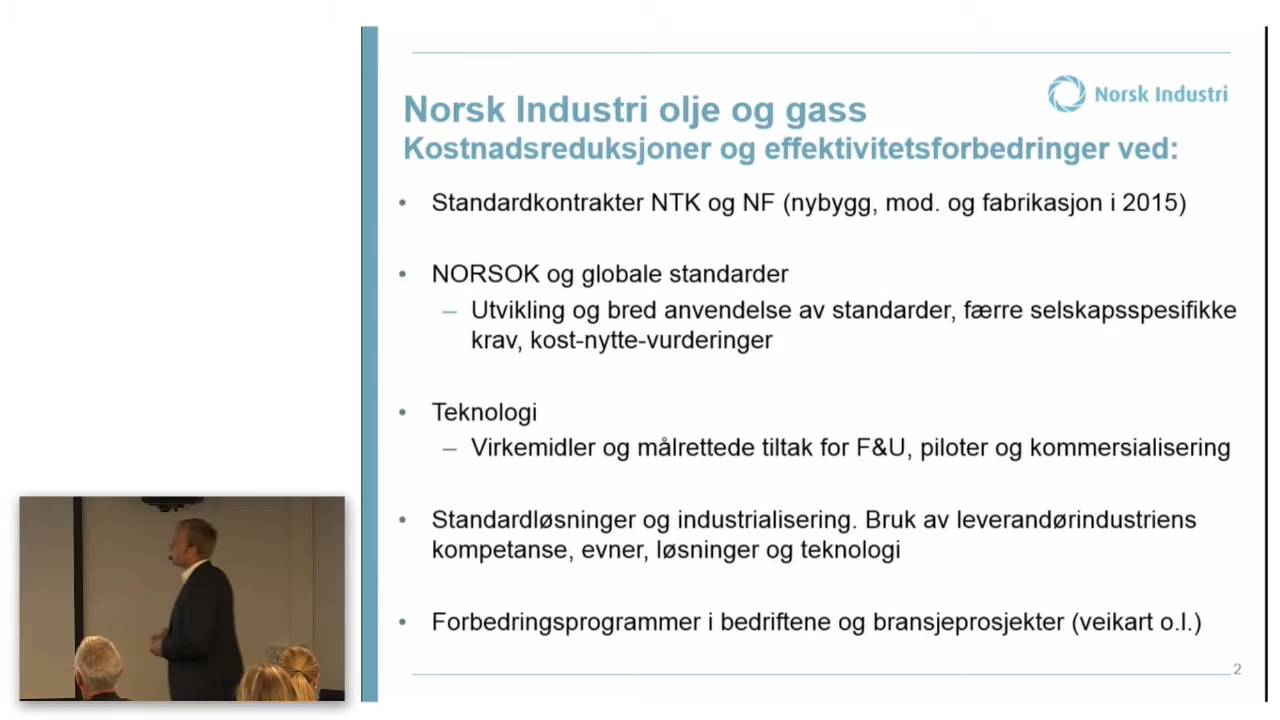 Norsk Industri
Norsk Industri olje og gass
Kostnadsreduksjoner og effektivitetsforbedringer ved:
• Standardkontrakter NTK og NF (nybygg, mod. og fabrikasjon i 2015)
• NORSOK og globale standarder
– Utvikling og bred anvendelse av standarder, færre selskapsspesifikke
krav, kost-nytte-vurderinger
• Teknologi
– Virkemidler og målrettede tiltak for F&U, piloter og kommersialisering
• Standardløsninger og industrialisering. Bruk av leverandørindustriens
kompetanse, evner, løsninger og teknologi
• Forbedringsprogrammer i bedriftene og bransjeprosjekter (veikart o.l.)
2